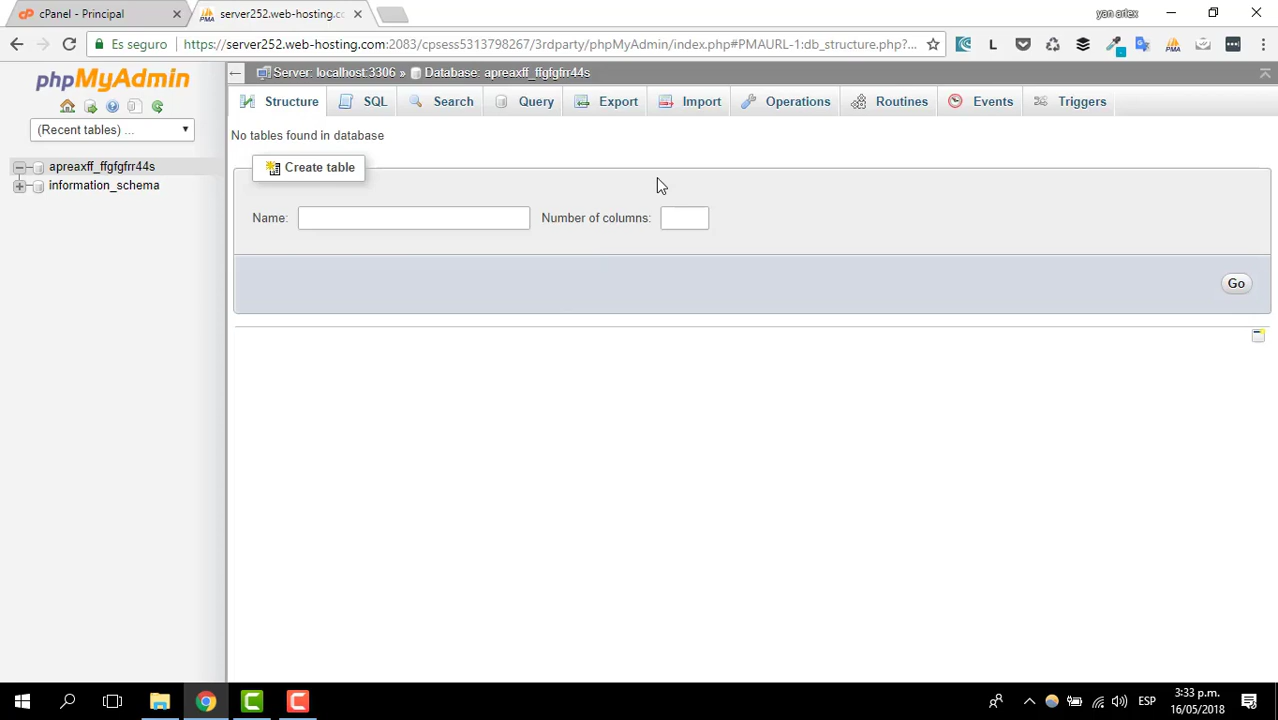 cPanel - Principal
server252.web-hosting.co
yan artex
Es seguro
https://server252.web-hosting.com:2083/cpsess5313798267/3rdparty/phpMyAdmin/index.php#PMAURL-1:db_structure.php?...
phpMyAdmin
(Recent tables) ...
apreaxff_ffgfgfrr44s
information_schema
Server: localhost:3306 » Database: apreaxff_ffgfgfrr44s
Structure SQL Search Query Export Import Operations Routines Events Triggers
No tables found in database
Create table
Name: Number of columns:
Go
ESP
3:33 p.m.
16/05/2018